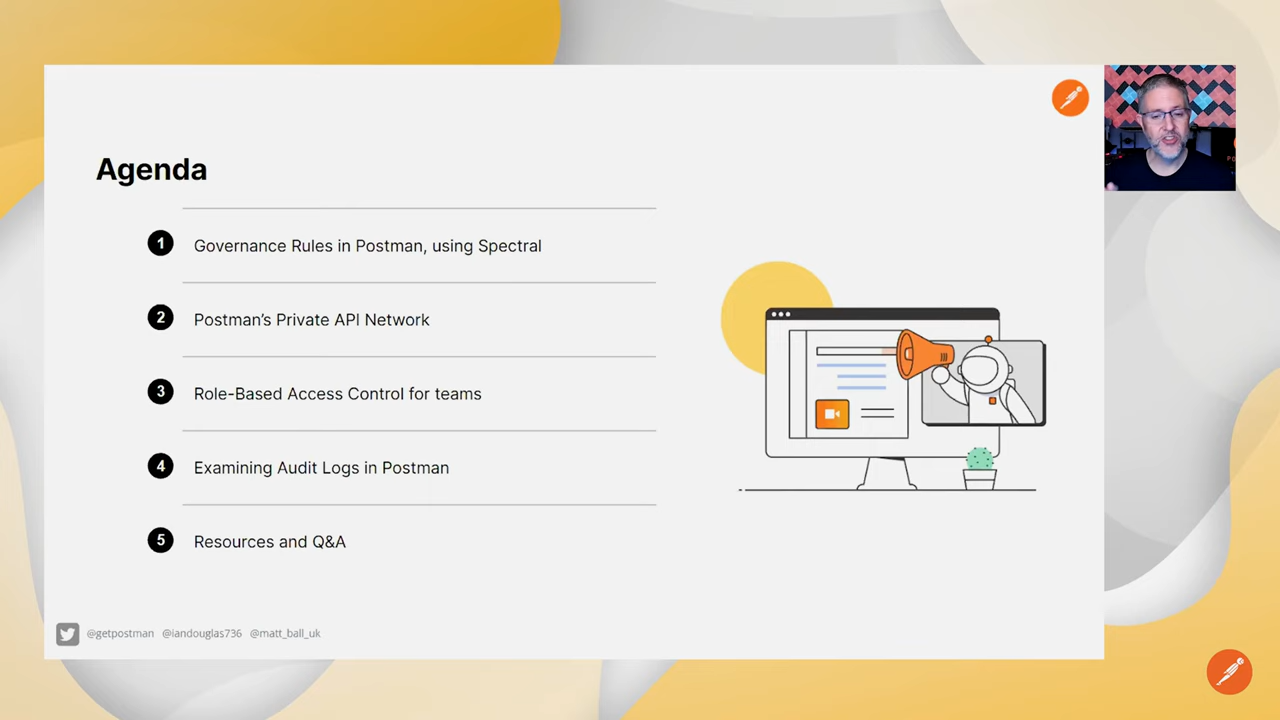 Agenda
1 Governance Rules in Postman, using Spectral
2 Postman's Private API Network
3 Role-Based Access Control for teams
4 Examining Audit Logs in Postman
5 Resources and Q&A
@getpostman @iandouglas736 @matt_ball_uk